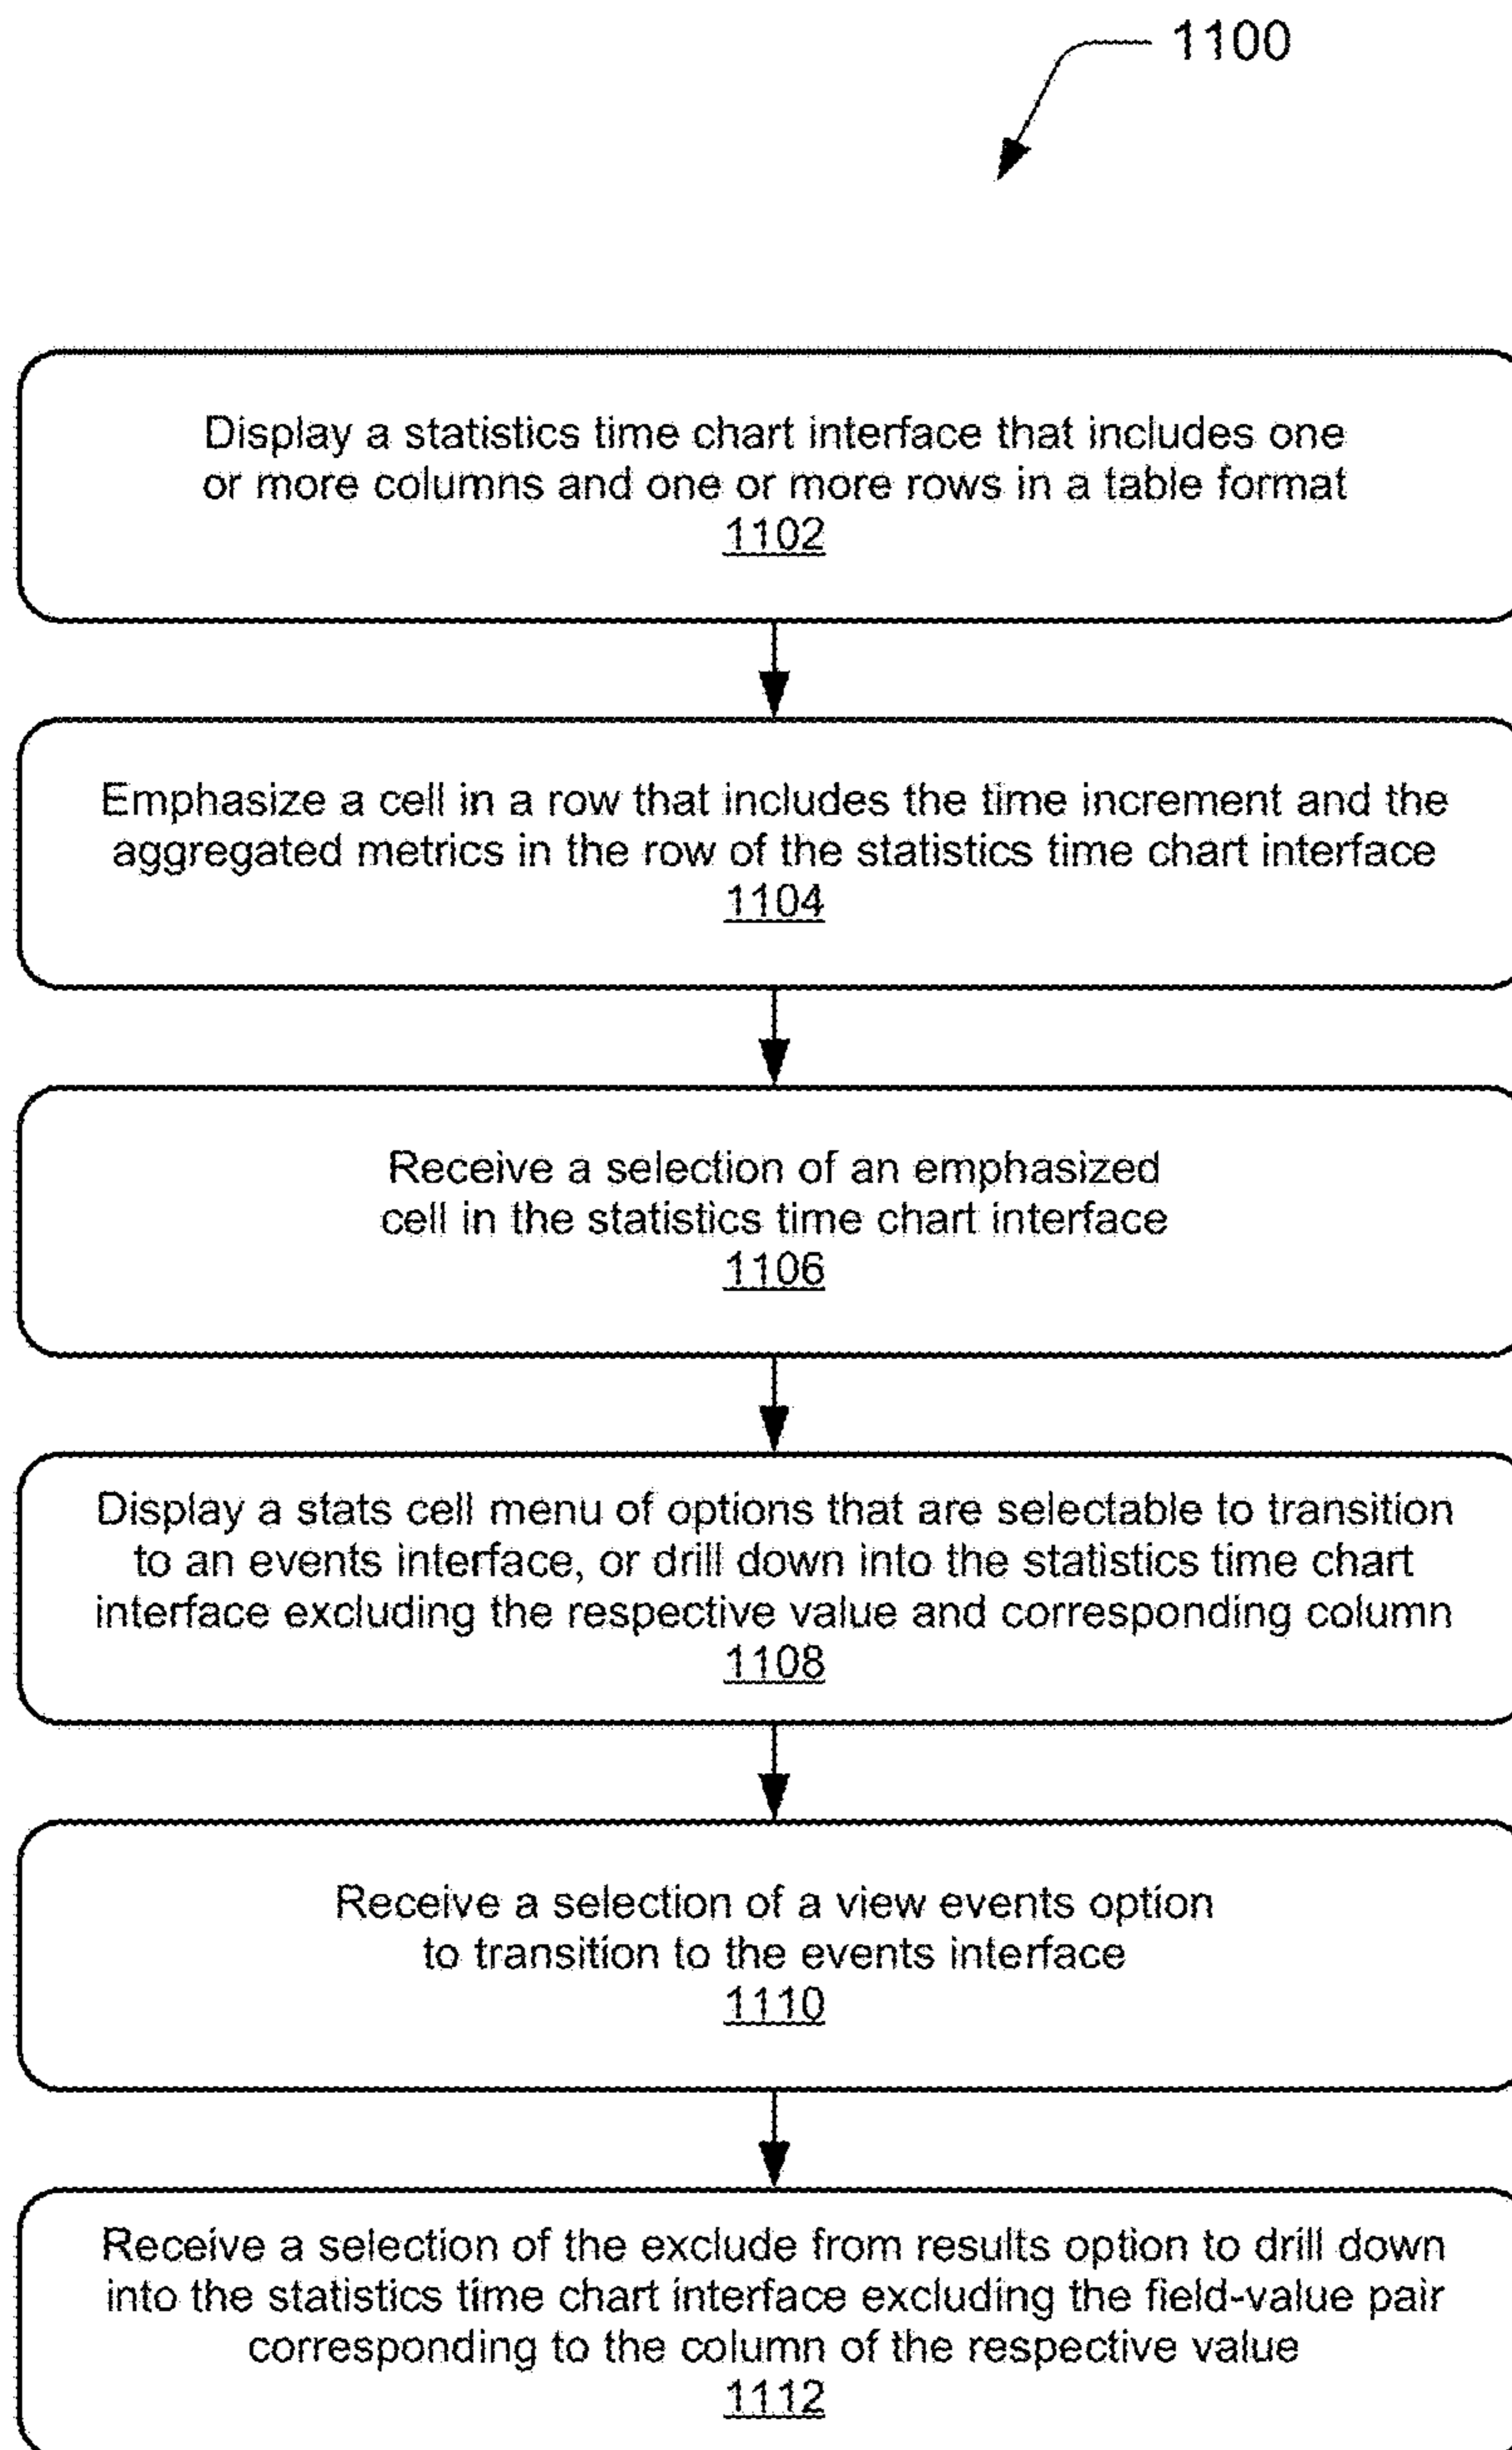 1100
Display a statistics time chart interface that includes one
or more columns and one or more rows in a table format
1102
Emphasize a cell in a row that includes the time increment and the
aggregated metrics in the row of the statistics time chart interface
1104
Receive a selection of an emphasized
cell in the statistics time chart interface
1106
Display a stats cell menu of options that are selectable to transition
to an events interface, or drill down into the statistics time chart
interface excluding the respective value and corresponding column
1108
Receive a selection of a view events option
to transition to the events interface
1110
Receive a selection of the exclude from results option to drill down
into the statistics time chart interface excluding the field-value pair
corresponding to the column of the respective value
1112